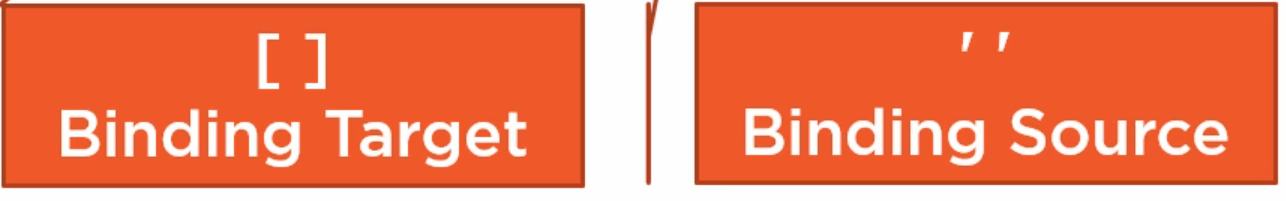 [ ]
Binding Target
' '
Binding Source